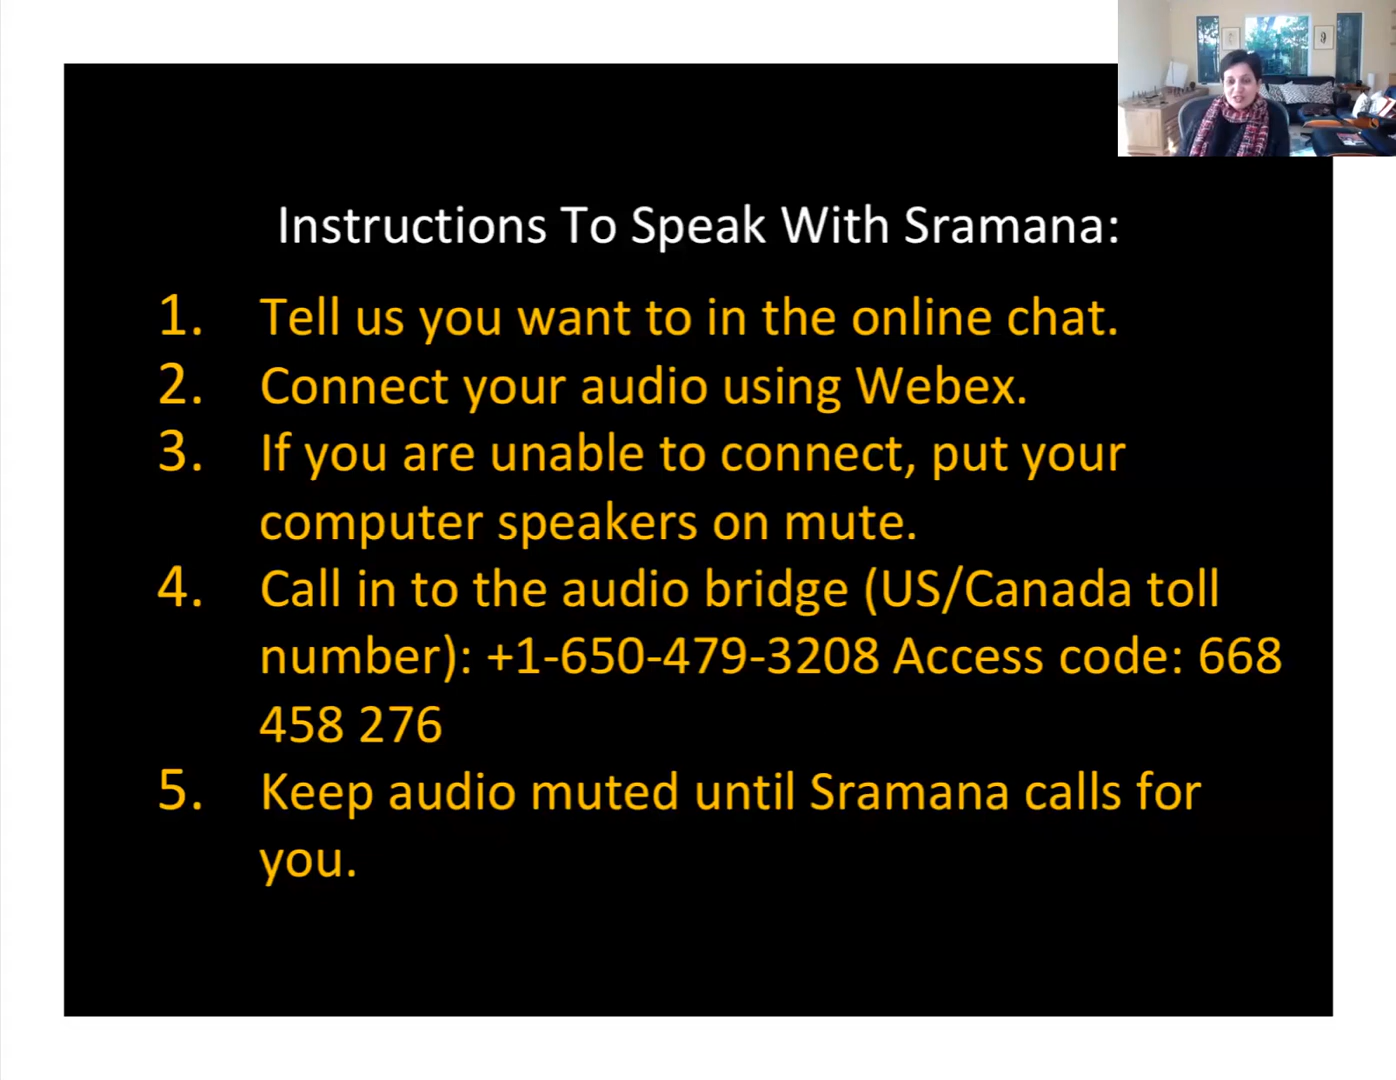 Instructions To Speak With Sramana:
1. Tell us you want to in the online chat.
2. Connect your audio using Webex.
3. If you are unable to connect, put your
computer speakers on mute.
4. Call in to the audio bridge (US/Canada toll
number): +1-650-479-3208 Access code: 668
458 276
5. Keep audio muted until Sramana calls for
you.